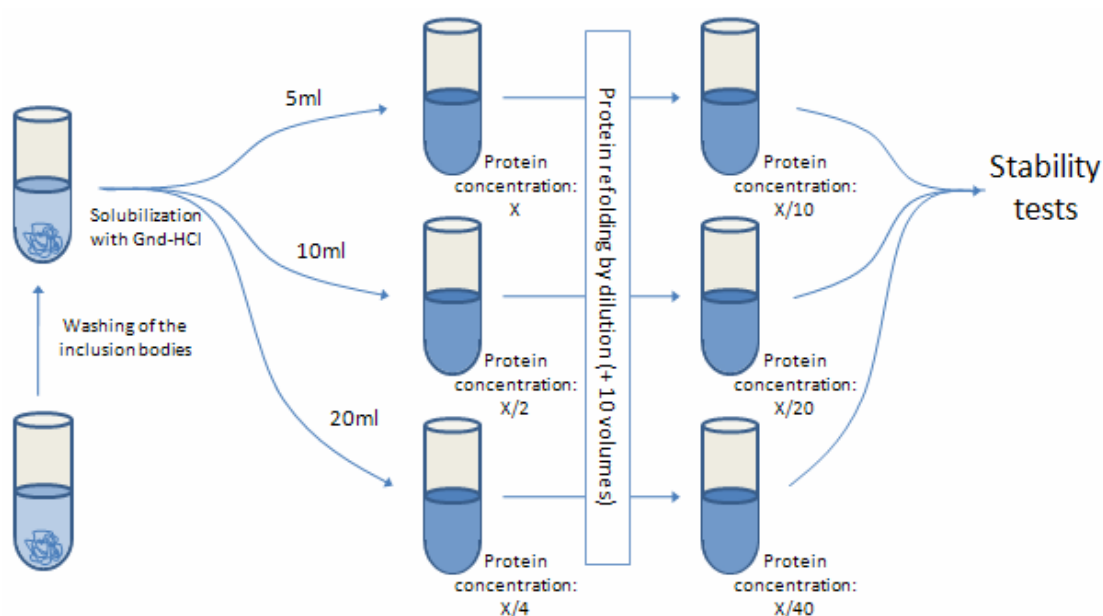 5ml
Protein
concentration:
X
Protein
concentration:
X/10
Solubilization
with Gnd-HCl
Stability
tests
10ml
Protein
concentration:
X/2
Protein refolding by dilution (+ 10 volumes)
Protein
concentration:
X/20
Washing of the
inclusion bodies
20ml
Protein
concentration:
X/4
Protein
concentration:
X/40